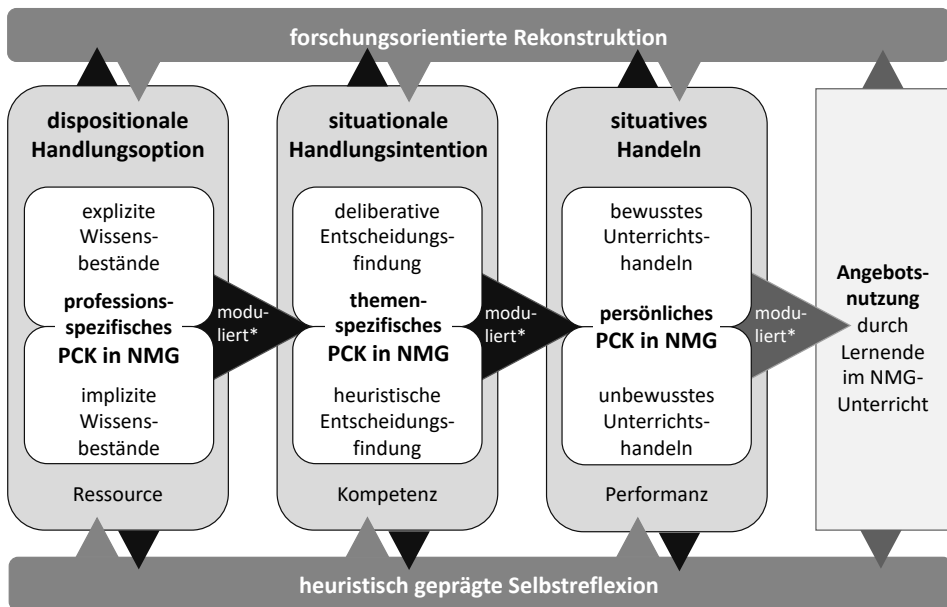 forschungsorientierte Rekonstruktion
dispositionale
Handlungsoption
explizite
Wissens-
bestände
professions-
spezifisches
PCK in NMG
implizite
Wissens-
bestände
Ressource
modu-
liert*
situationale
Handlungsintention
deliberative
Entscheidungs-
findung
themen-
spezifisches
PCK in NMG
heuristische
Entscheidungs-
findung
Kompetenz
modu-
liert*
situatives
Handeln
bewusstes
Unterrichts-
handeln
persönliches
PCK in NMG
unbewusstes
Unterrichts-
handeln
Performanz
modu-
liert*
Angebots-
nutzung
durch
Lernende
im NMG-
Unterricht
heuristisch geprägte Selbstreflexion